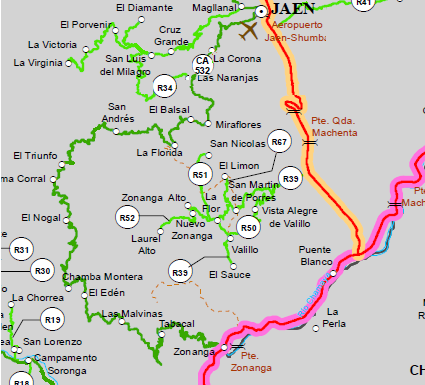 El Diamante
Magllanal
JAEN
R41
El Porvenir
Cruz
Grande
Aeropuerto
Jaen-Shumba
La Victoria
La Virginia
San Luis
del Milagro
CA
532
La Corona
Las Naranjas
R34
El Balsal
San
Andrés
Miraflores
Pte. Qda.
Machenta
La Florida
San Nicolas
R67
El Triunfo
ma Corral
R51
El Limon
San Martin
de Porres
R39
Zonanga Alto
La
Flor
El Nogal
R52
Nuevo
Zonanga
Vista Alegre
de Valillo
R50
Laurel
Alto
Valillo
Puente
Blanco
R31
R30
R39
El Sauce
Chamba Montera
El Edén
La Chorrea
R19
Las Malvinas
Tabacal
La
Perla
San Lorenzo
Zonanga
Pte.
Zonanga
Campamento
Soronga
R18
CH